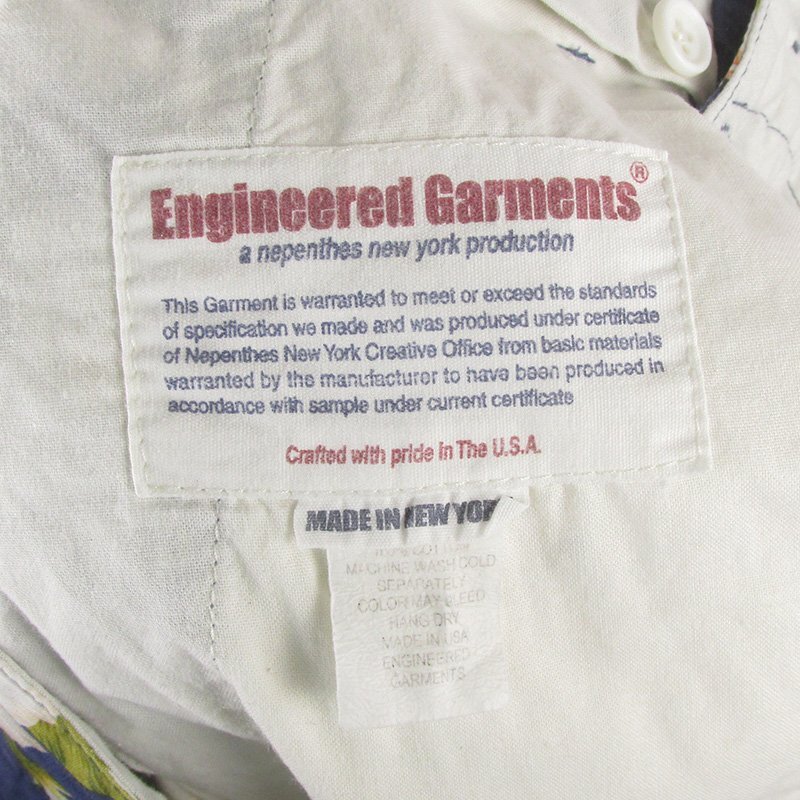 Engineered Garments®
a nepenthes new york production
This Garment is warranted to meet or exceed the standards
of specification we made and was produced under certificate
of Nepenthes New York Creative Office from basic materials
warranted by the manufacturer to have been produced in
accordance with sample under current certificate
Crafted with pride in The U.S.A.
MADE IN NEW YOR
100% COTTON
MACHINE WASH COLD
SEPARATELY
COLOR MAY BLEED
HANG DRY
MADE IN USA
ENGINEERED
GARMENTS